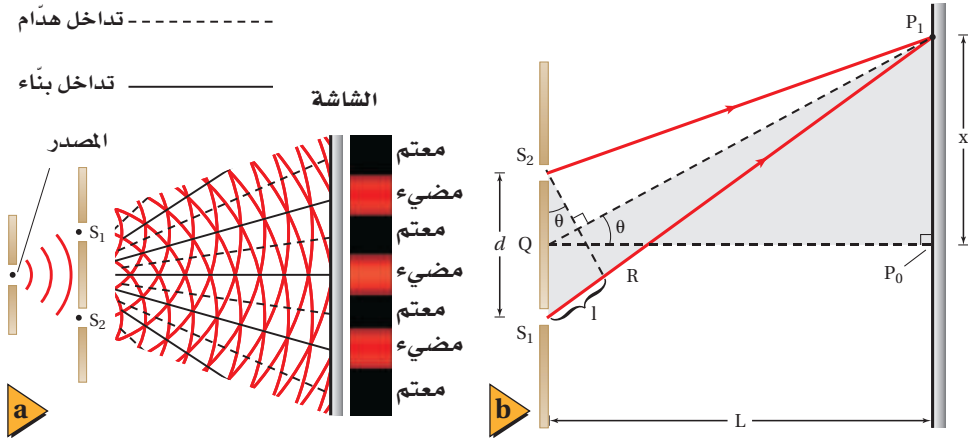 تداخل هدّام
تداخل بنّاء
الشاشة
المصدر
معتم
مضيء
معتم
مضيء
معتم
مضيء
معتم
S₁
S₂
a
P₁
x
S₂
θ
θ
d
Q
R
P₀
l
S₁
L
b